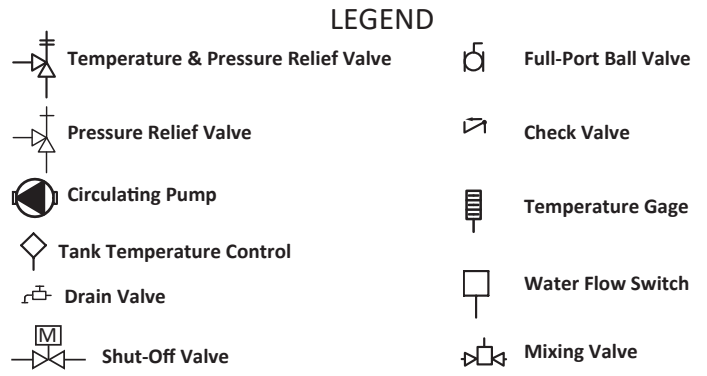 LEGEND
Temperature & Pressure Relief Valve
Pressure Relief Valve
Circulating Pump
Tank Temperature Control
Drain Valve
M
Shut-Off Valve
Full-Port Ball Valve
Check Valve
Temperature Gage
Water Flow Switch
Mixing Valve